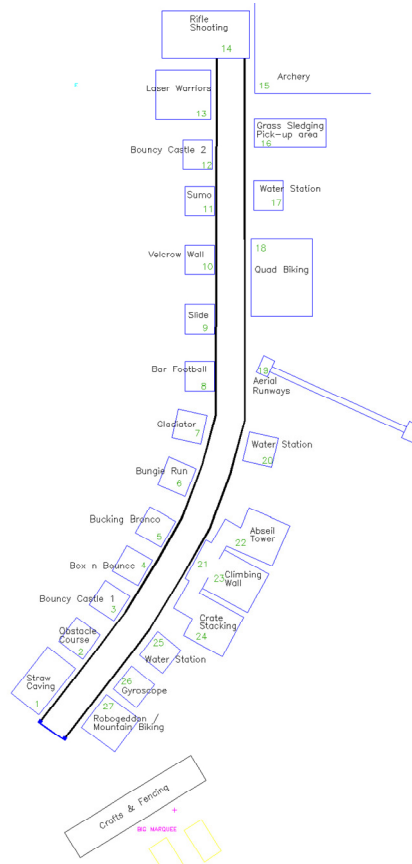 Rifle
Shooting
14
Archery
15
Laser Warriors
13
Grass Sledging
Pick-up area
16
Bouncy Castle 2
12
Water Station
17
Sumo
11
18
Quad Biking
Velcrow Wall
10
Slide
9
Bar Football
8
19
Aerial
Runways
Gladiator
7
Water Station
20
Bungie Run
6
Bucking Bronco
5
Abseil
Tower
22
Box n Bounce
4
21
Climbing
Wall
23
Bouncy Castle 1
3
Crate
Stacking
24
Obstacle
Course
2
25
Water Station
Straw
Caving
1
26
Gyroscope
27
Robogeddon
Mountain Biking
Crafts & Fencing
BIG MARQUEE